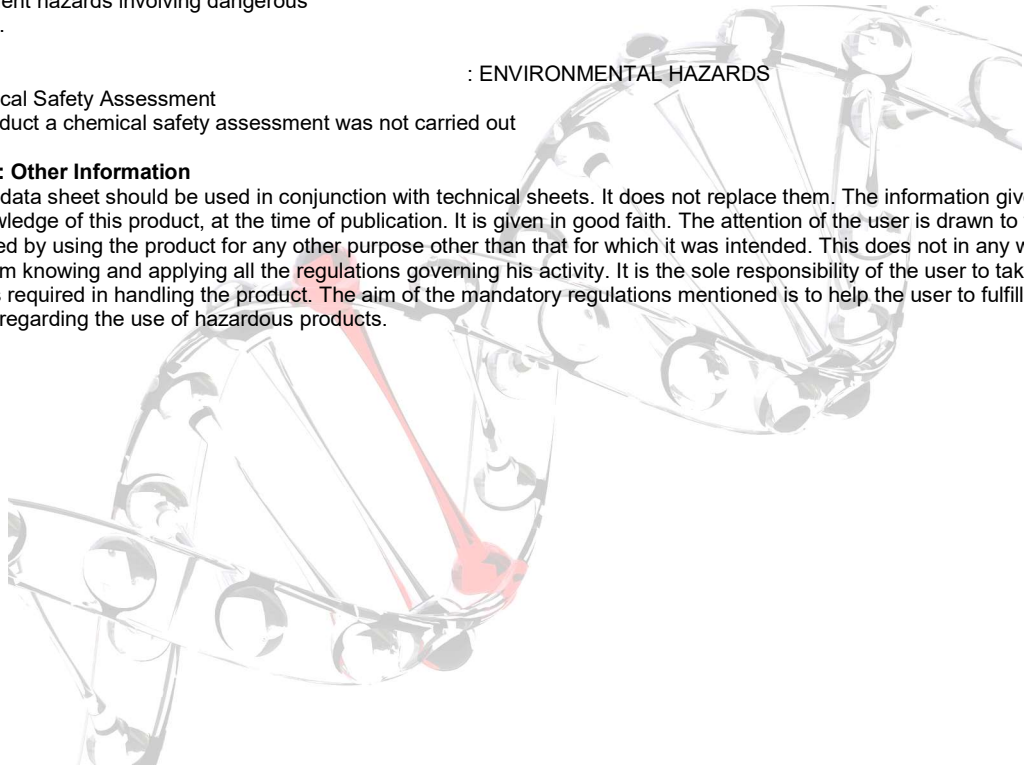 ent hazards involving dangerous
.
: ENVIRONMENTAL HAZARDS
cal Safety Assessment
duct a chemical safety assessment was not carried out
: Other Information
data sheet should be used in conjunction with technical sheets. It does not replace them. The information give
wledge of this product, at the time of publication. It is given in good faith. The attention of the user is drawn to
ed by using the product for any other purpose other than that for which it was intended. This does not in any w
m knowing and applying all the regulations governing his activity. It is the sole responsibility of the user to tak
s required in handling the product. The aim of the mandatory regulations mentioned is to help the user to fulfill
regarding the use of hazardous products.